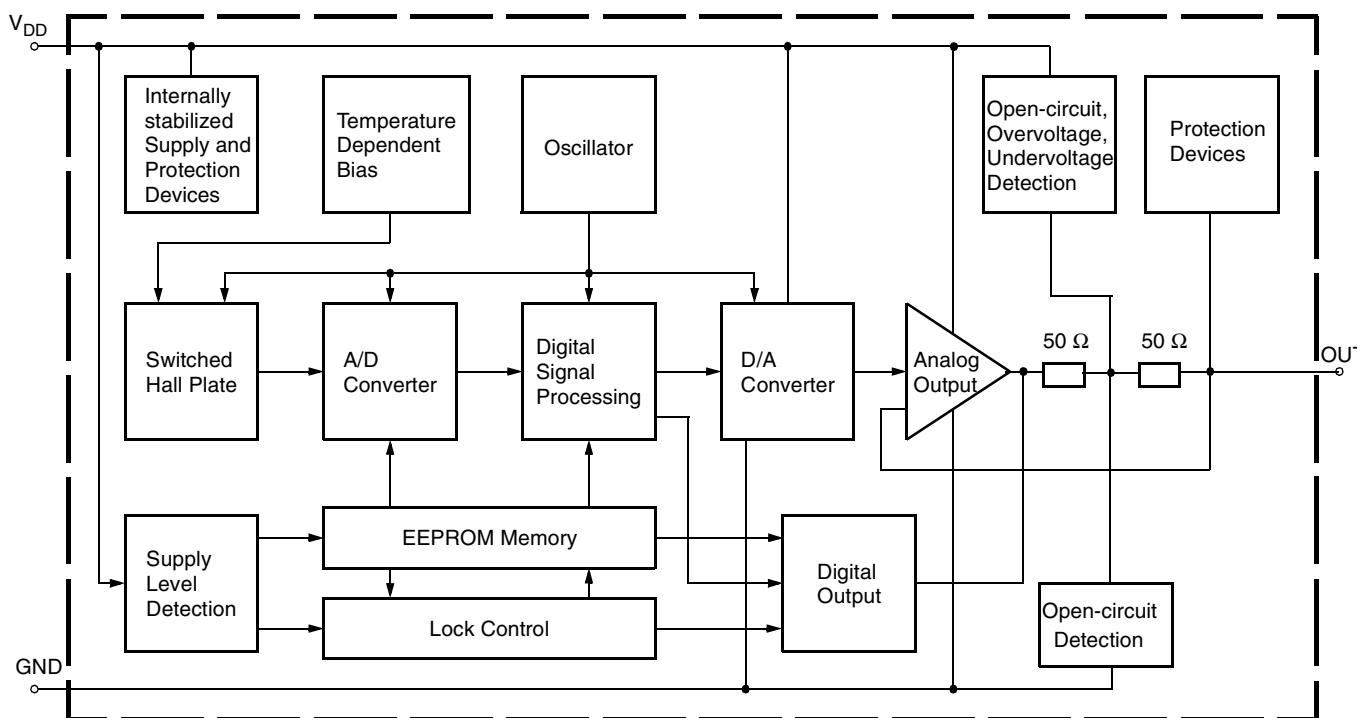 VDD
Internally
stabilized
Supply and
Protection
Devices
Temperature
Dependent
Bias
Oscillator
Open-circuit,
Overvoltage,
Undervoltage
Detection
Protection
Devices
Switched
Hall Plate
A/D
Converter
Digital
Signal
Processing
D/A
Converter
Analog
Output
50 Ω
50 Ω
OUT
Supply
Level
Detection
EEPROM Memory
Lock Control
Digital
Output
Open-circuit
Detection
GND